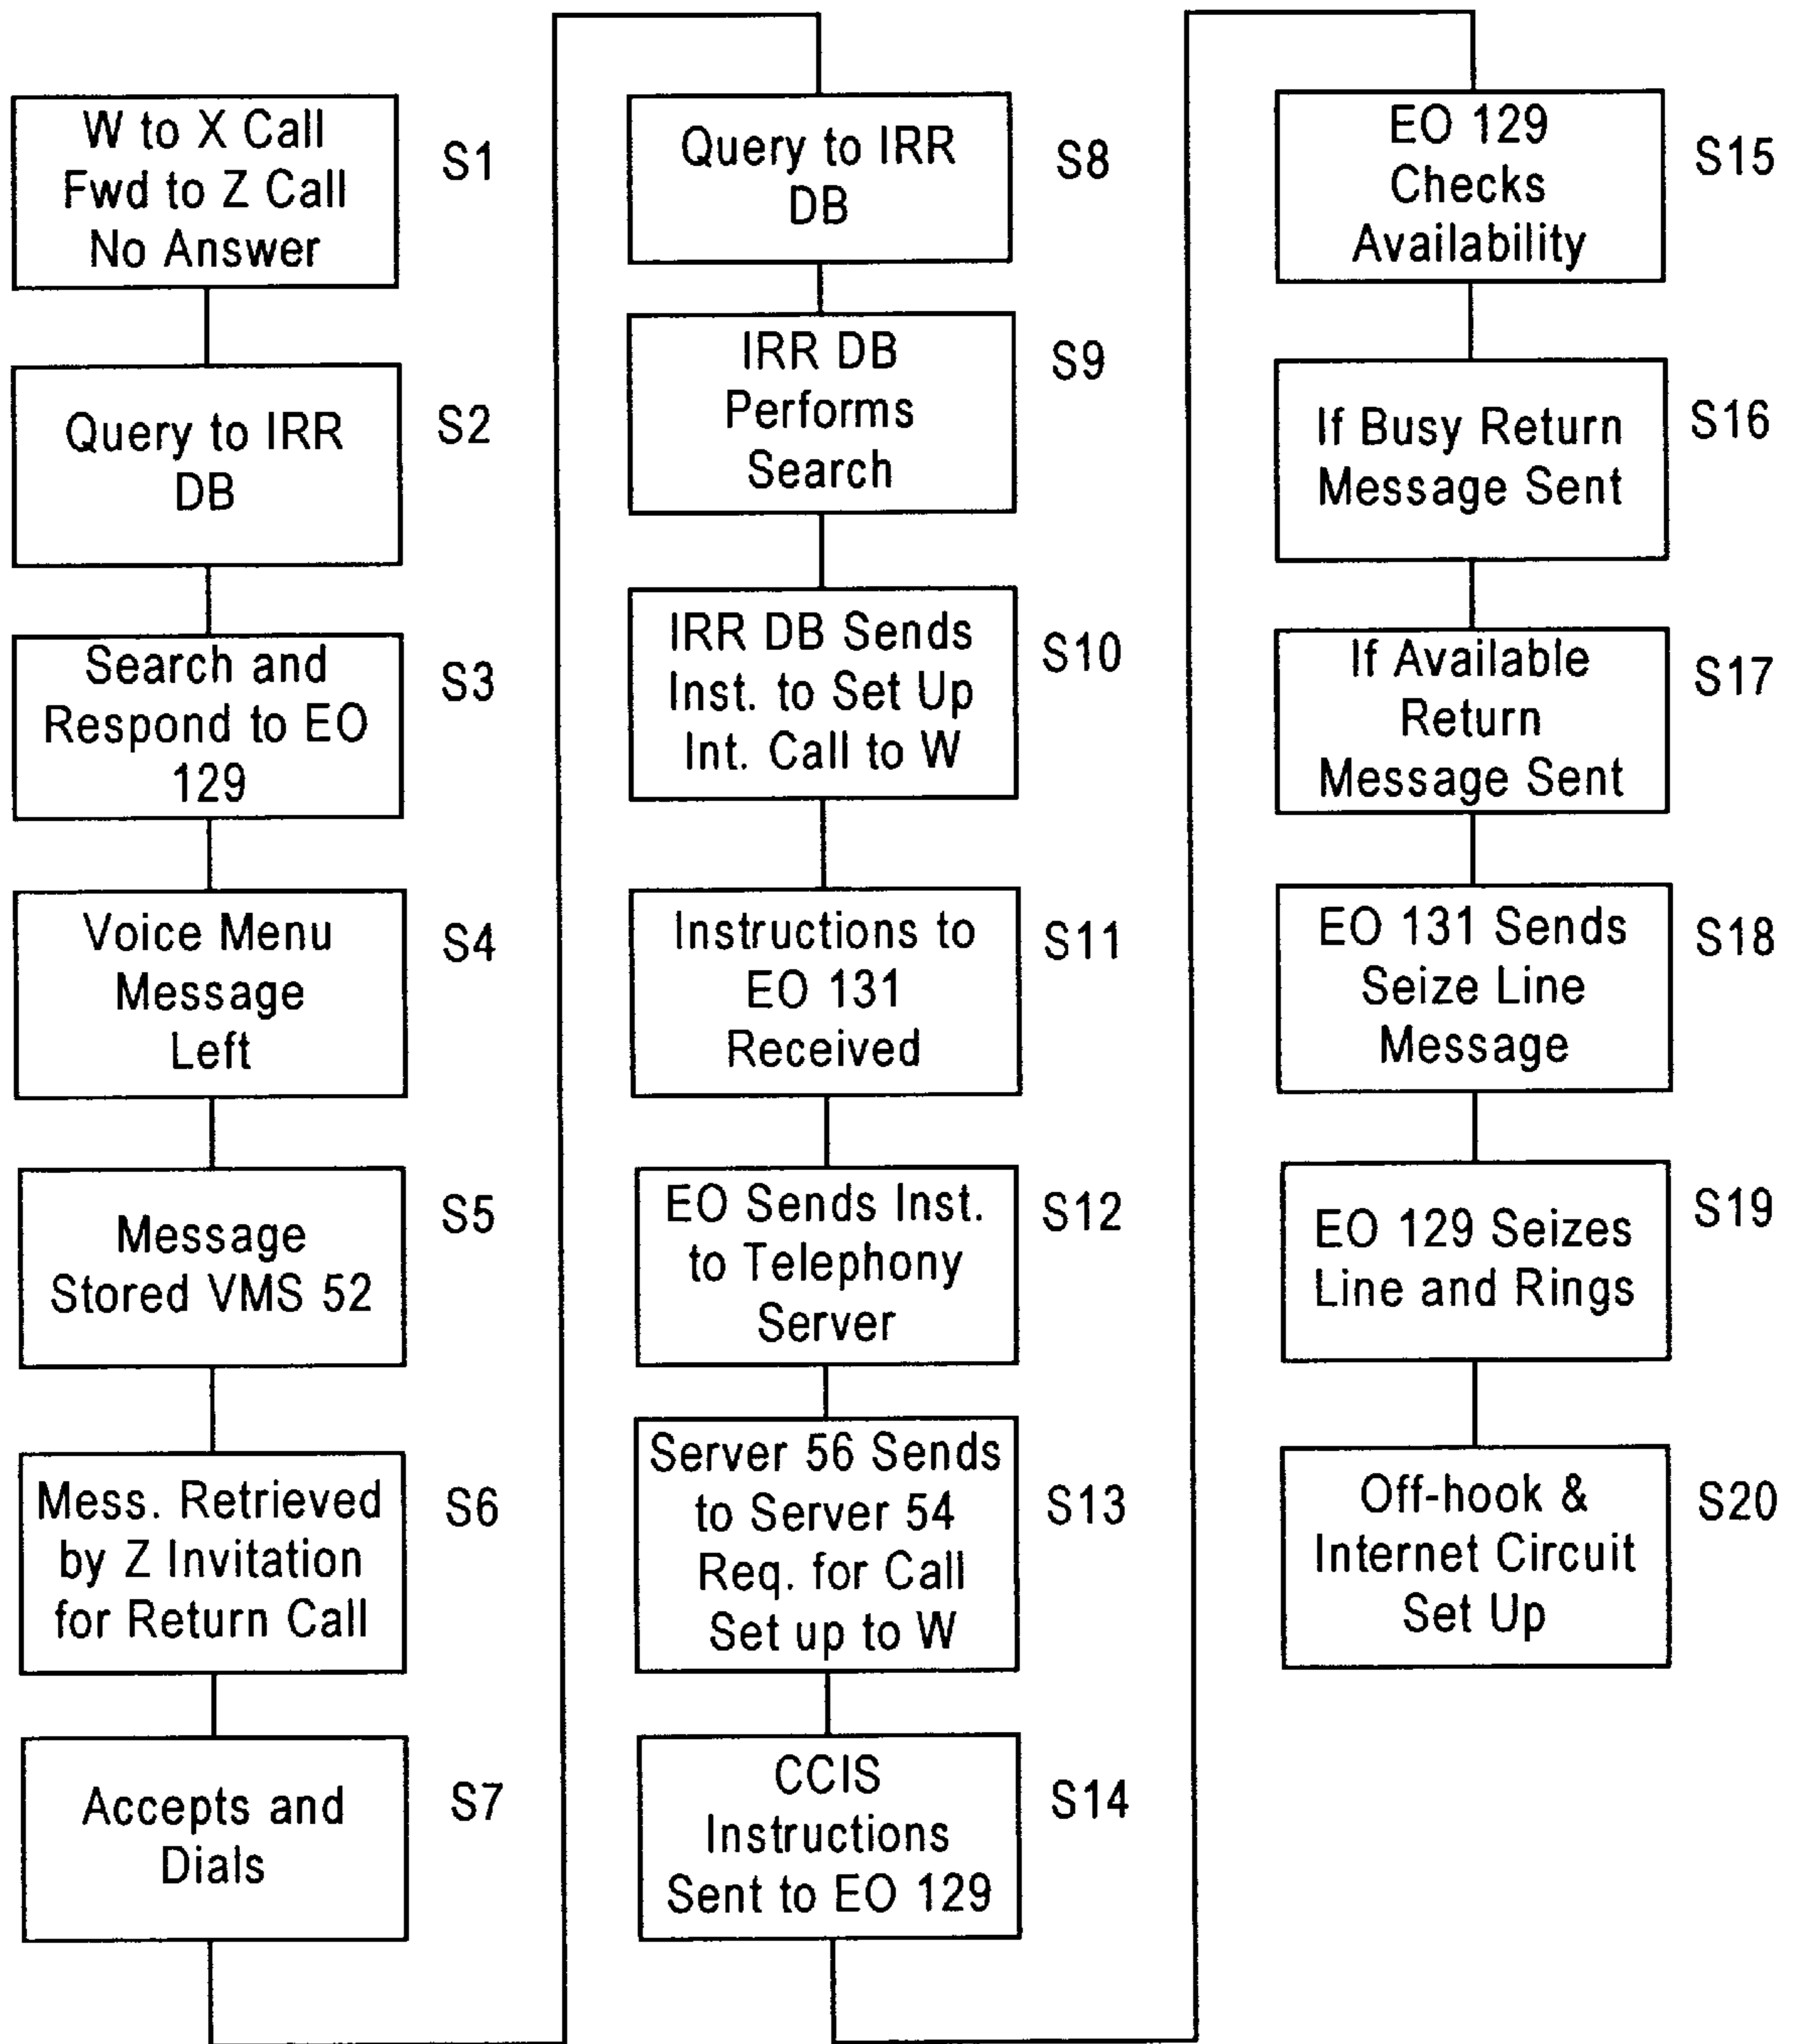 W to X Call
Fwd to Z Call
No Answer
S1
Query to IRR
DB
S2
Search and
Respond to EO
129
S3
Voice Menu
Message
Left
S4
Message
Stored VMS 52
S5
Mess. Retrieved
by Z Invitation
for Return Call
S6
Accepts and
Dials
S7
Query to IRR
DB
S8
IRR DB
Performs
Search
S9
IRR DB Sends
Inst. to Set Up
Int. Call to W
S10
Instructions to
EO 131
Received
S11
EO Sends Inst.
to Telephony
Server
S12
Server 56 Sends
to Server 54
Req. for Call
Set up to W
S13
CCIS
Instructions
Sent to EO 129
S14
EO 129
Checks
Availability
S15
If Busy Return
Message Sent
S16
If Available
Return
Message Sent
S17
EO 131 Sends
Seize Line
Message
S18
EO 129 Seizes
Line and Rings
S19
Off-hook &
Internet Circuit
Set Up
S20